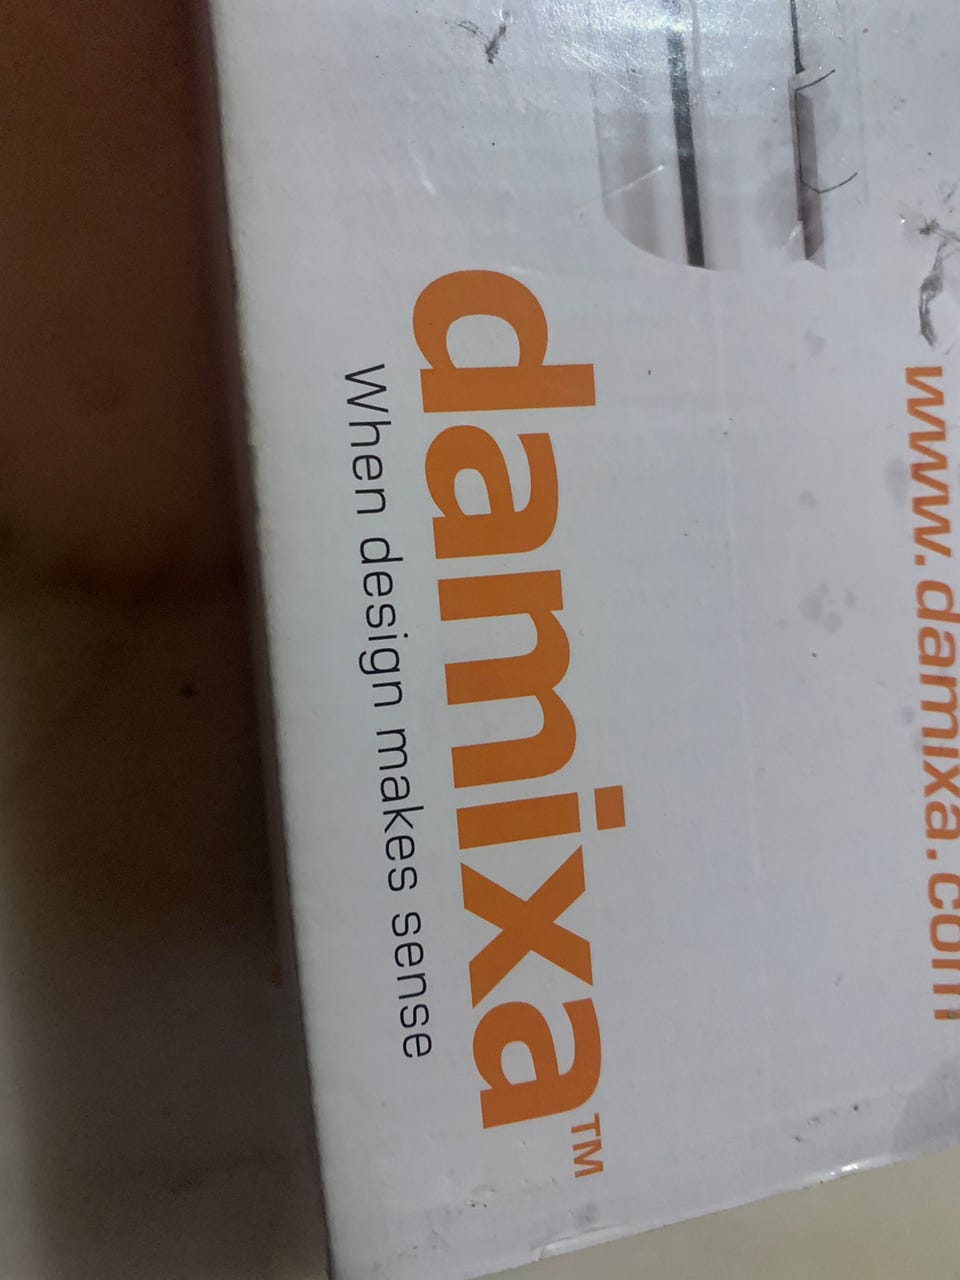 www.damixa.com
damixa™
When design makes sense